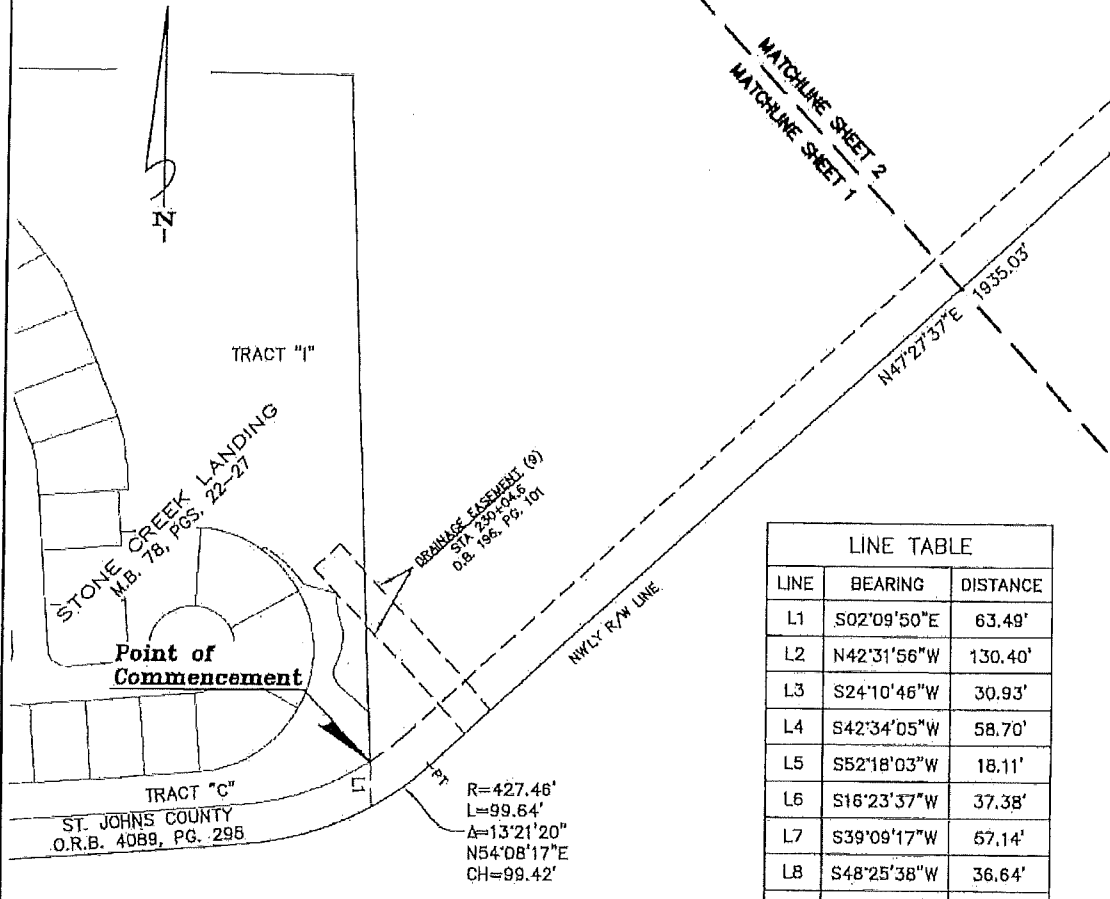 MATCHLINE SHEET 2
MATCHLINE SHEET 1
N
1935.03'
N47°27'37"E
TRACT "I"
STONE CREEK LANDING
M.B. 78, PGS. 22-27
DRAINAGE EASEMENT (9)
STA 230+04.6
D.B. 196, PG. 101
NWLY R/W LINE
Point of
Commencement
PT
L1
TRACT "C"
ST. JOHNS COUNTY
O.R.B. 4089, PG. 298
R=427.46'
L=99.64'
Δ=13°21'20"
N54°08'17"E
CH=99.42'
LINE TABLE
LINE BEARING DISTANCE
L1 S02°09'50"E 63.49'
L2 N42°31'56"W 130.40'
L3 S24°10'46"W 30.93'
L4 S42°34'05"W 58.70'
L5 S52°18'03"W 18.11'
L6 S16°23'37"W 37.38'
L7 S39°09'17"W 57.14'
L8 S48°25'38"W 36.64'